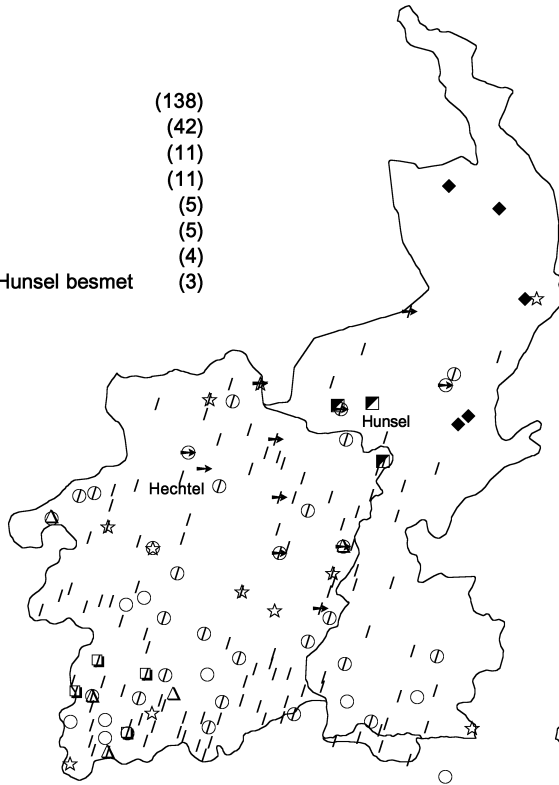 (138)
(42)
(11)
(11)
(5)
(5)
(4)
Hunsel besmet (3)
Hunsel
Hechtel